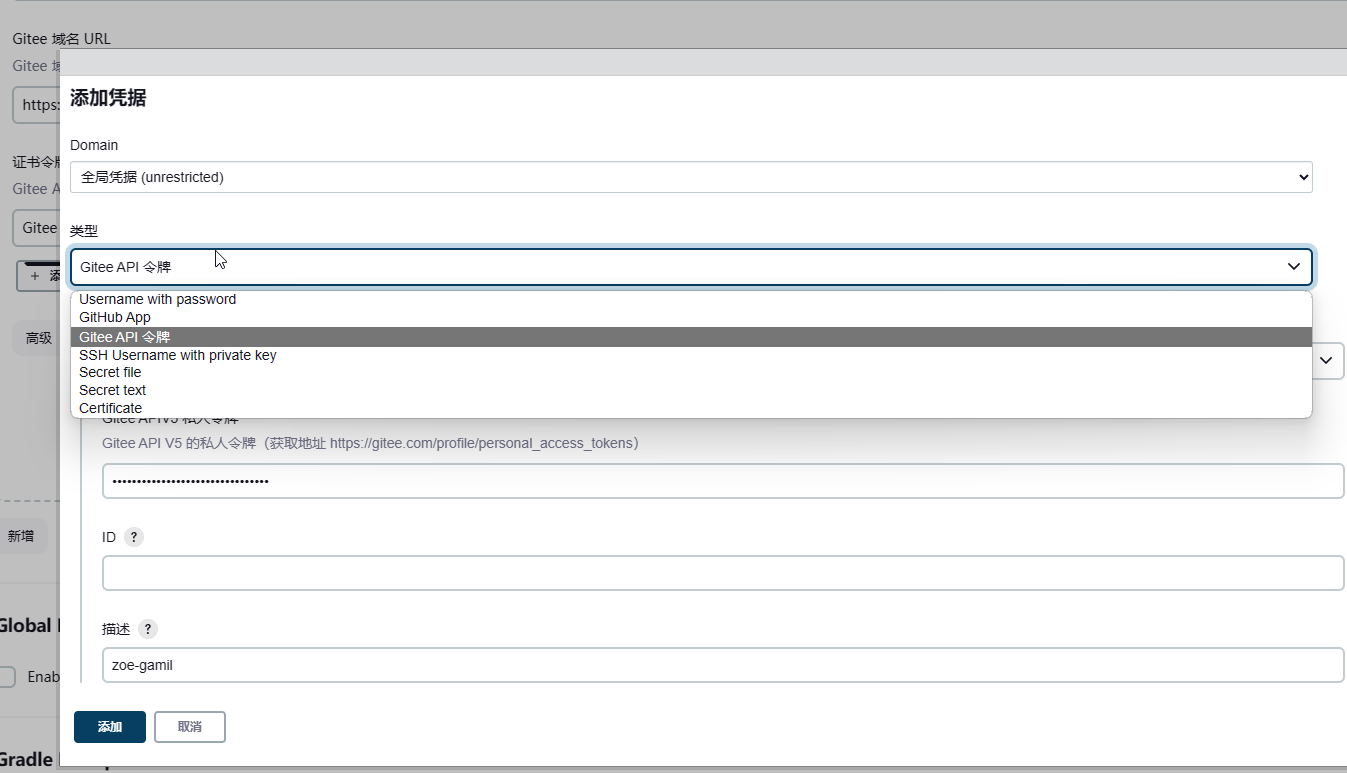 Gitee 域名 URL
Gitee 域
https:
添加凭据
Domain
全局凭据 (unrestricted)
证书令牌
Gitee A
类型
Gitee
Gitee API 令牌
+ 添
Username with password
GitHub App
Gitee API 令牌
高级
SSH Username with private key
Secret file
Secret text
Certificate
Gitee APIV5 私人令牌
Gitee API V5 的私人令牌（获取地址 https://gitee.com/profile/personal_access_tokens）
••••••••••••••••••••••••••••••••
新增
ID ?
描述 ?
Global
zoe-gamil
Enab
添加 取消
Gradle